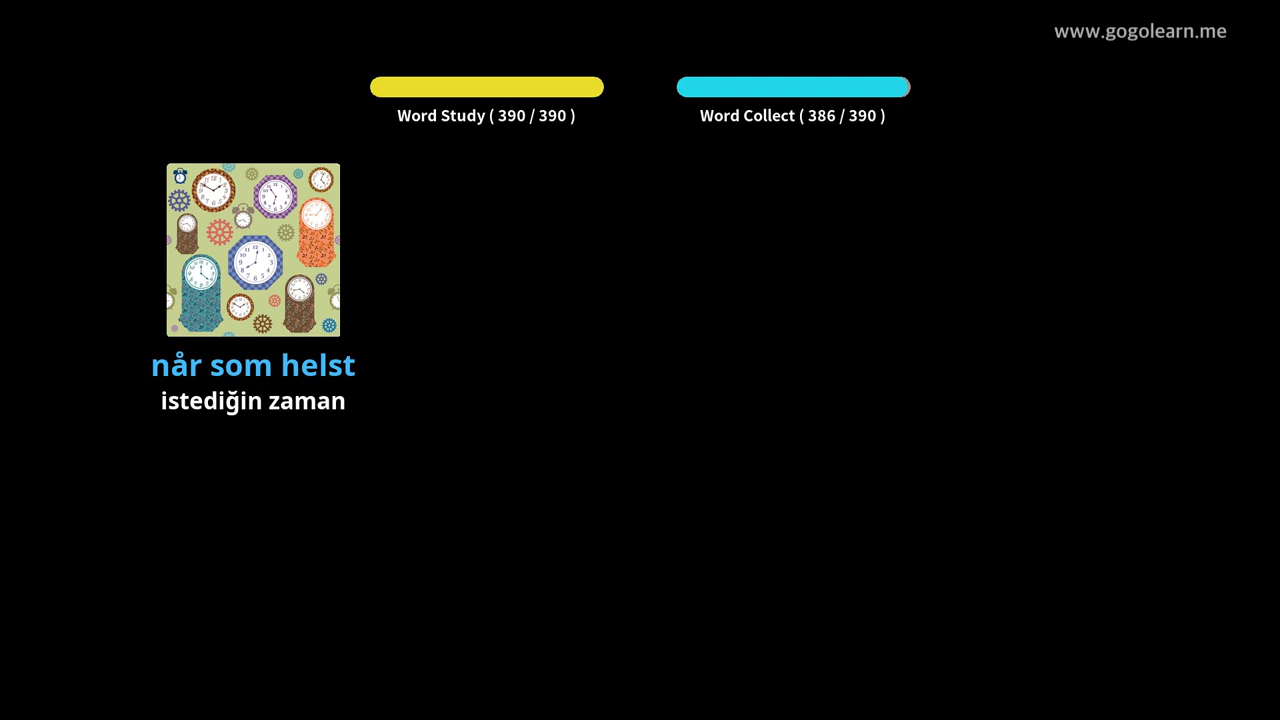 www.gogolearn.me
Word Study ( 390 / 390 )
Word Collect ( 386 / 390 )
når som helst
istediğin zaman